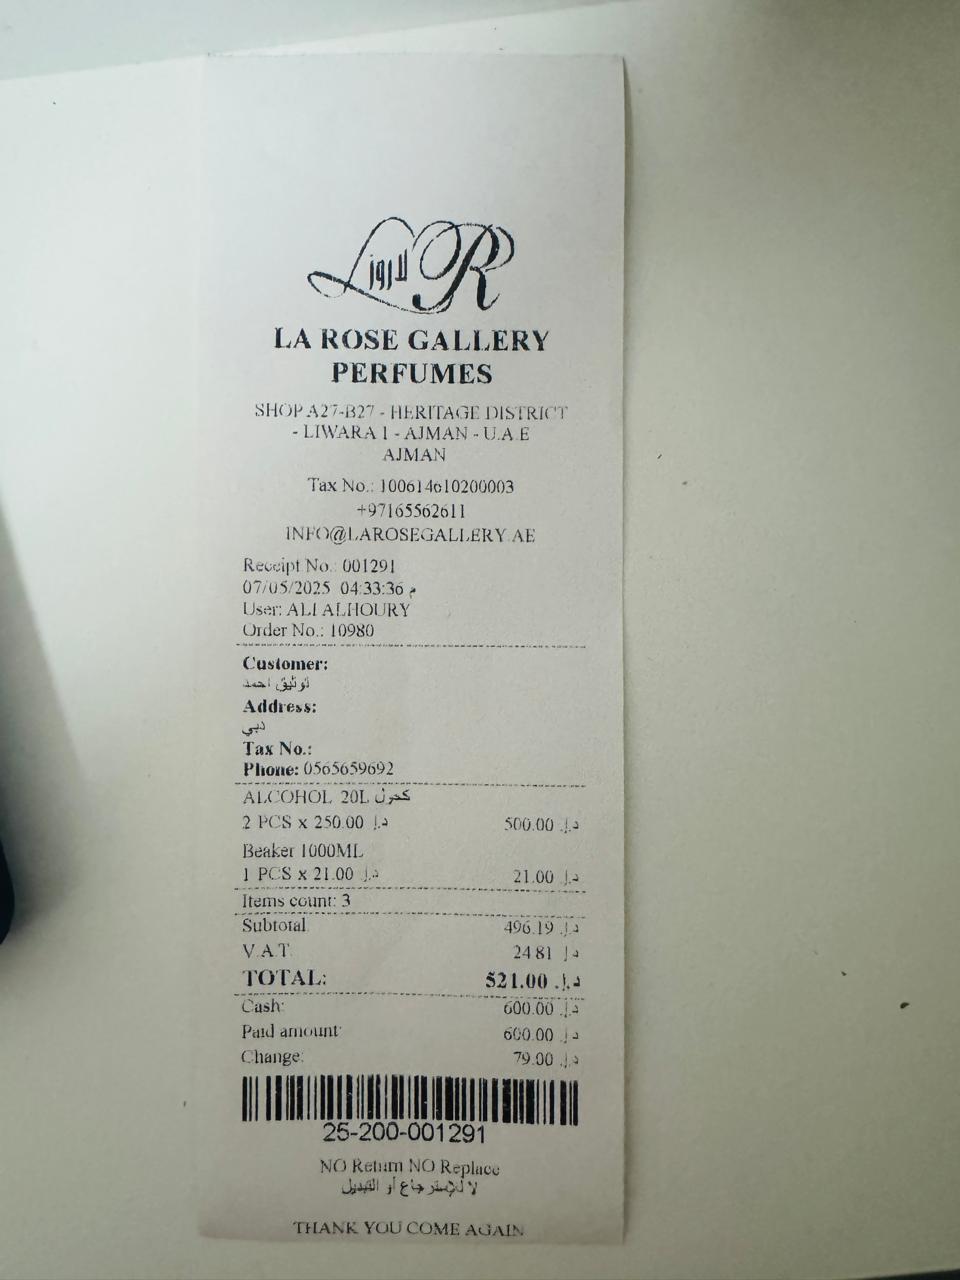 لاروز
LR
LA ROSE GALLERY
PERFUMES
SHOP A27-B27 - HERITAGE DISTRICT
- LIWARA 1 - AJMAN - U.A.E
AJMAN
Tax No.: 100614610200003
+97165562611
INFO@LAROSEGALLERY.AE
Receipt No.: 001291
07/05/2025 04:33:36 م
User: ALI ALHOURY
Order No.: 10980
Customer:
توثيق احمد
Address:
دبي
Tax No.:
Phone: 0565659692
ALCOHOL 20L كحول
2 PCS x 250.00 د.إ. 500.00 د.إ.
Beaker 1000ML
1 PCS x 21.00 د.إ. 21.00 د.إ.
Items count: 3
Subtotal: 496.19 د.إ.
V.A.T. 24.81 د.إ.
TOTAL: 521.00 د.إ.
Cash: 600.00 د.إ.
Paid amount: 600.00 د.إ.
Change: 79.00 د.إ.
25-200-001291
NO Return NO Replace
لا للإسترجاع أو التبديل
THANK YOU COME AGAIN